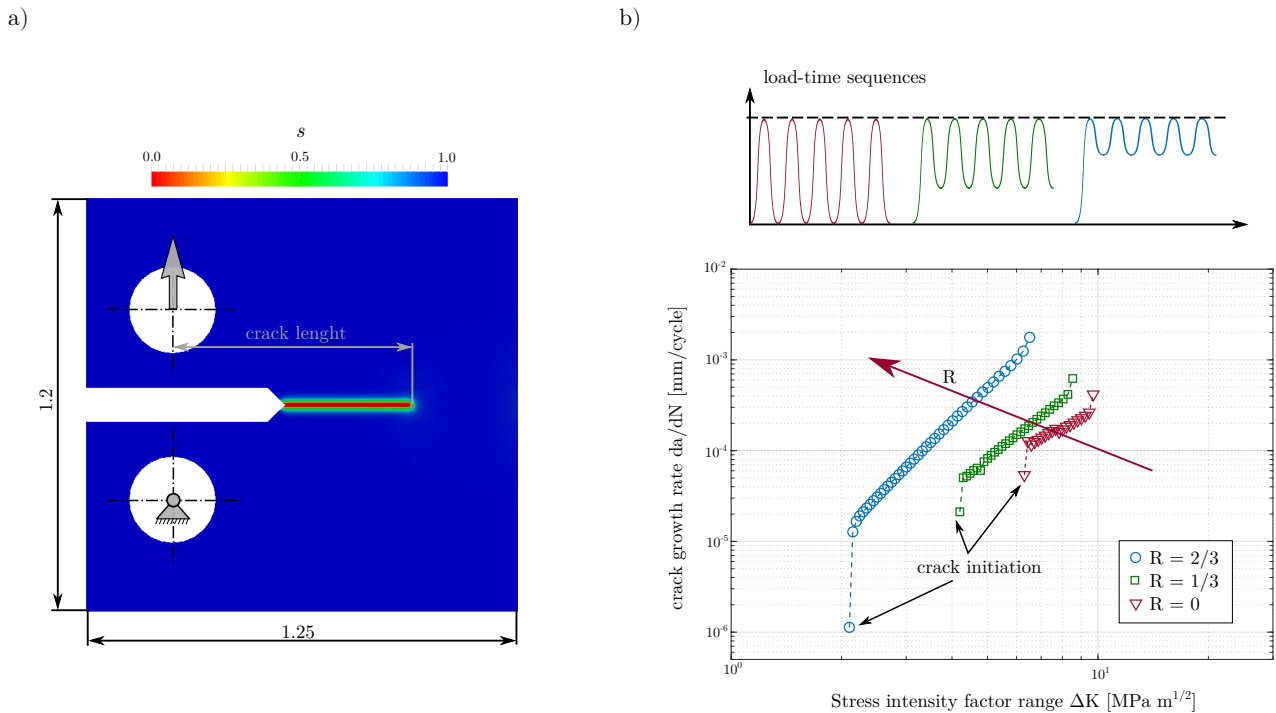 a)
s
0.0 0.5 1.0
crack lenght
1.2
1.25
b)
load-time sequences
10^-2
10^-3
10^-4
10^-5
10^-6
10^0
10^1
crack growth rate da/dN [mm/cycle]
R
crack initiation
R = 2/3
R = 1/3
R = 0
Stress intensity factor range ΔK [MPa m^1/2]